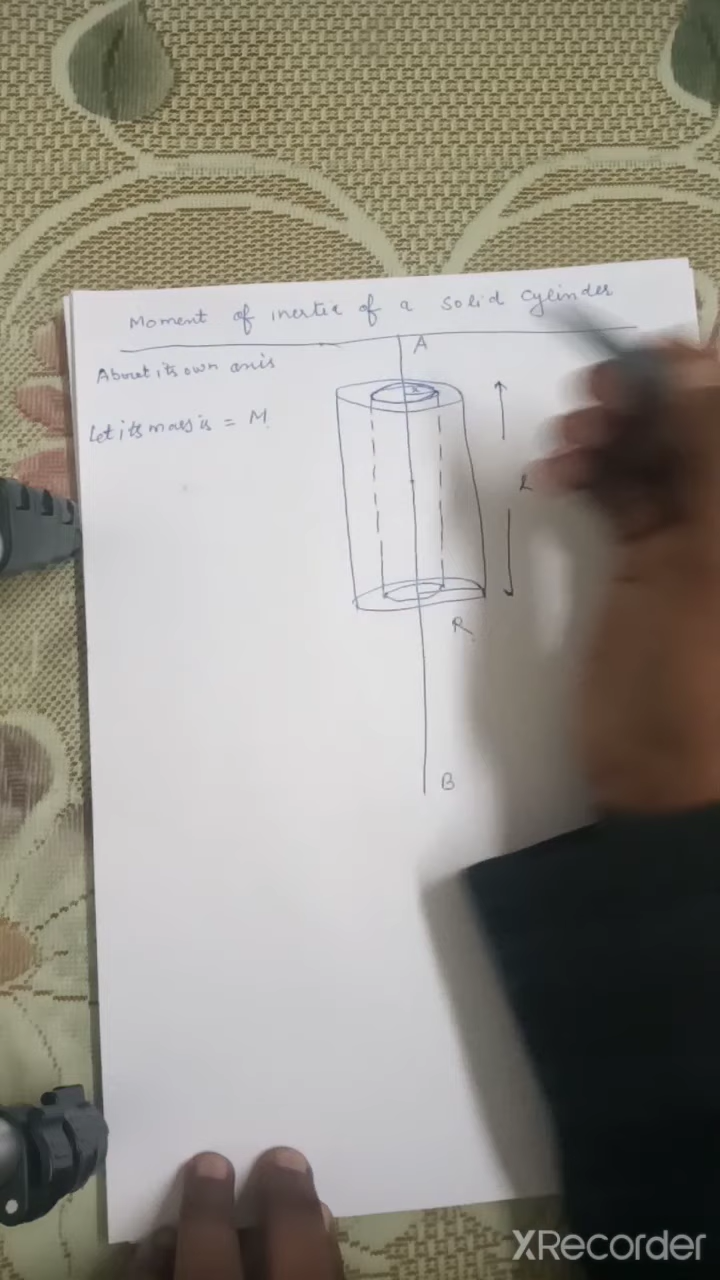 Moment of inertia of a solid cylinder
About its own axis
A
Let its mass is = M
L
R
B
XRecorder